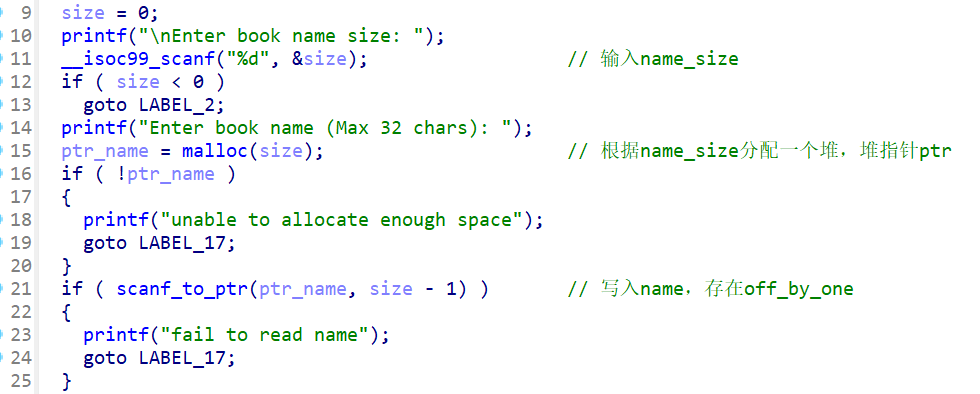 9 size = 0;
10 printf("\nEnter book name size: ");
11 __isoc99_scanf("%d", &size); // 输入name_size
12 if ( size < 0 )
13 goto LABEL_2;
14 printf("Enter book name (Max 32 chars): ");
15 ptr_name = malloc(size); // 根据name_size分配一个堆，堆指针ptr
16 if ( !ptr_name )
17 {
18 printf("unable to allocate enough space");
19 goto LABEL_17;
20 }
21 if ( scanf_to_ptr(ptr_name, size - 1) ) // 写入name，存在off_by_one
22 {
23 printf("fail to read name");
24 goto LABEL_17;
25 }